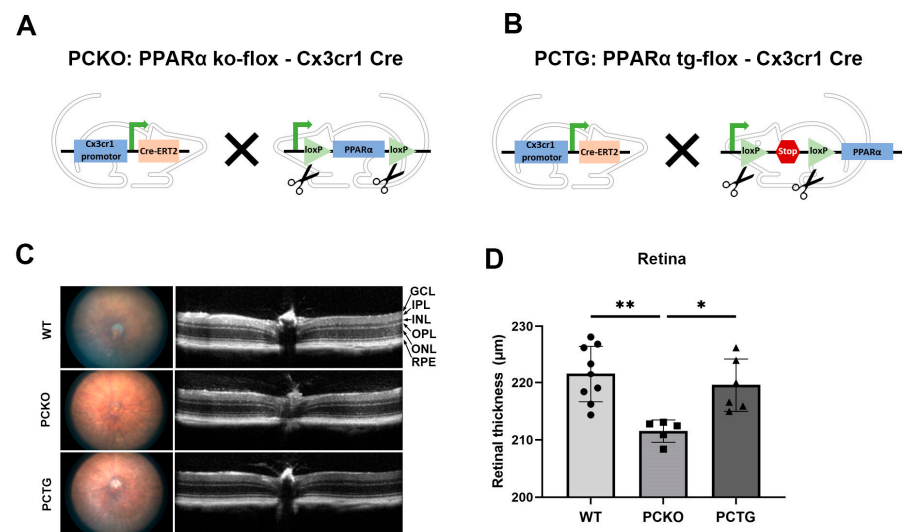 A
PCKO: PPARα ko-flox - Cx3cr1 Cre
Cx3cr1
promotor
Cre-ERT2
loxP
PPARα
loxP
B
PCTG: PPARα tg-flox - Cx3cr1 Cre
Cx3cr1
promotor
Cre-ERT2
loxP
Stop
loxP
PPARα
C
WT
PCKO
PCTG
GCL
IPL
INL
OPL
ONL
RPE
D
Retina
**
*
Retinal thickness (µm)
230
220
210
200
WT
PCKO
PCTG